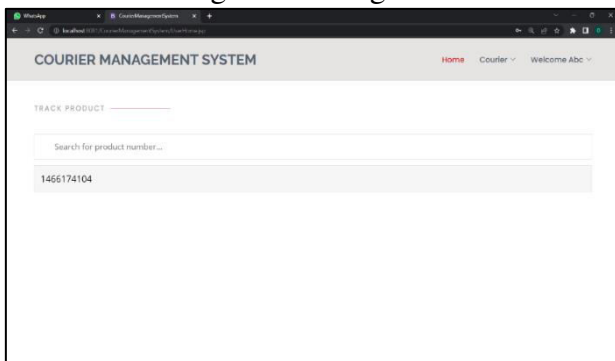 WhatsApp
CourierManagementSystem
COURIER MANAGEMENT SYSTEM
Home
Courier
Welcome Abc
TRACK PRODUCT
Search for product number...
1466174104